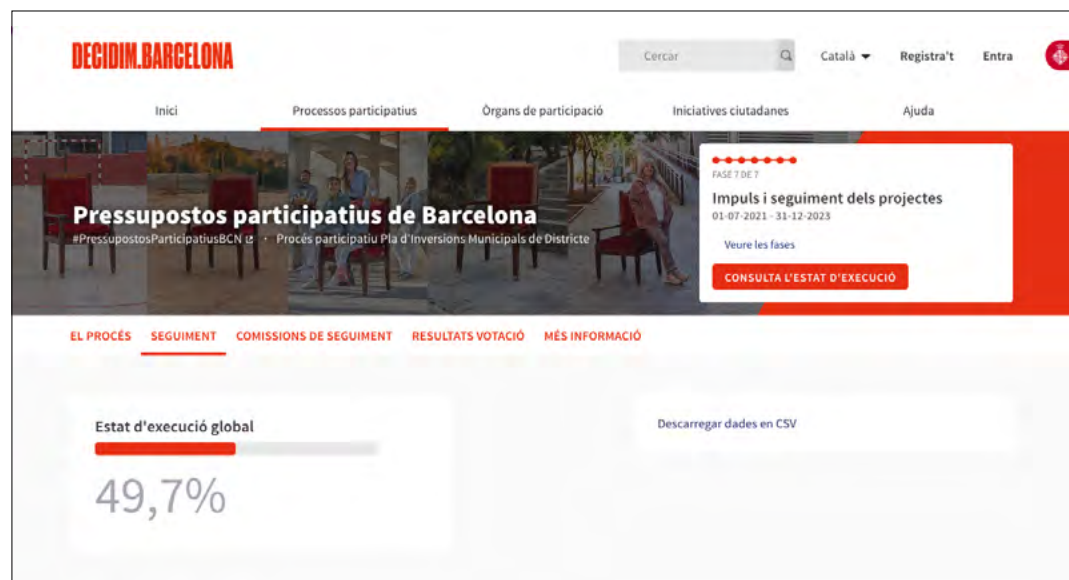 DECIDIM.BARCELONA
Cercar
Català
Registra't
Entra
Inici
Processos participatius
Òrgans de participació
Iniciatives ciutadanes
Ajuda
Pressupostos participatius de Barcelona
#PressupostosParticipatiusBCN · Procés participatiu Pla d'Inversions Municipals de Districte
FASE 7 DE 7
Impuls i seguiment dels projectes
01-07-2021 - 31-12-2023
Veure les fases
CONSULTA L'ESTAT D'EXECUCIÓ
EL PROCÉS
SEGUIMENT
COMISSIONS DE SEGUIMENT
RESULTATS VOTACIÓ
MÉS INFORMACIÓ
Estat d'execució global
49,7%
Descarregar dades en CSV